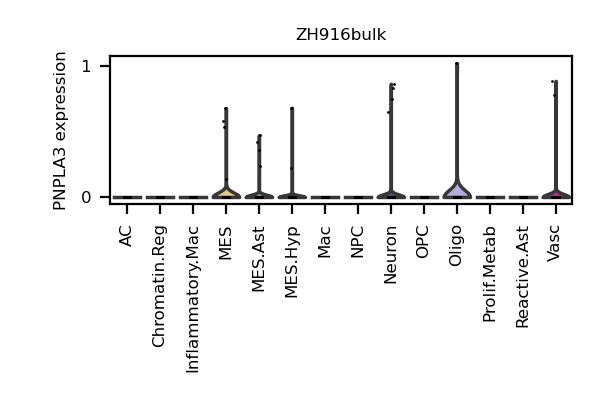 ZH916bulk
PNPLA3 expression
1
0
AC
Chromatin.Reg
Inflammatory.Mac
MES
MES.Ast
MES.Hyp
Mac
NPC
Neuron
OPC
Oligo
Prolif.Metab
Reactive.Ast
Vasc